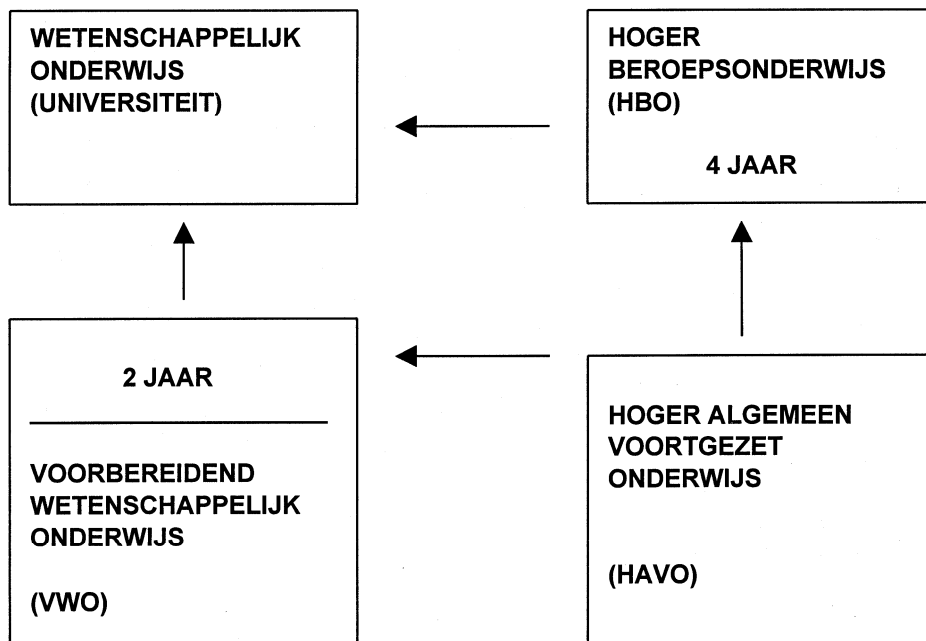 WETENSCHAPPELIJK
ONDERWIJS
(UNIVERSITEIT)
HOGER
BEROEPSONDERWIJS
(HBO)
4 JAAR
2 JAAR
VOORBEREIDEND
WETENSCHAPPELIJK
ONDERWIJS
(VWO)
HOGER ALGEMEEN
VOORTGEZET
ONDERWIJS
(HAVO)